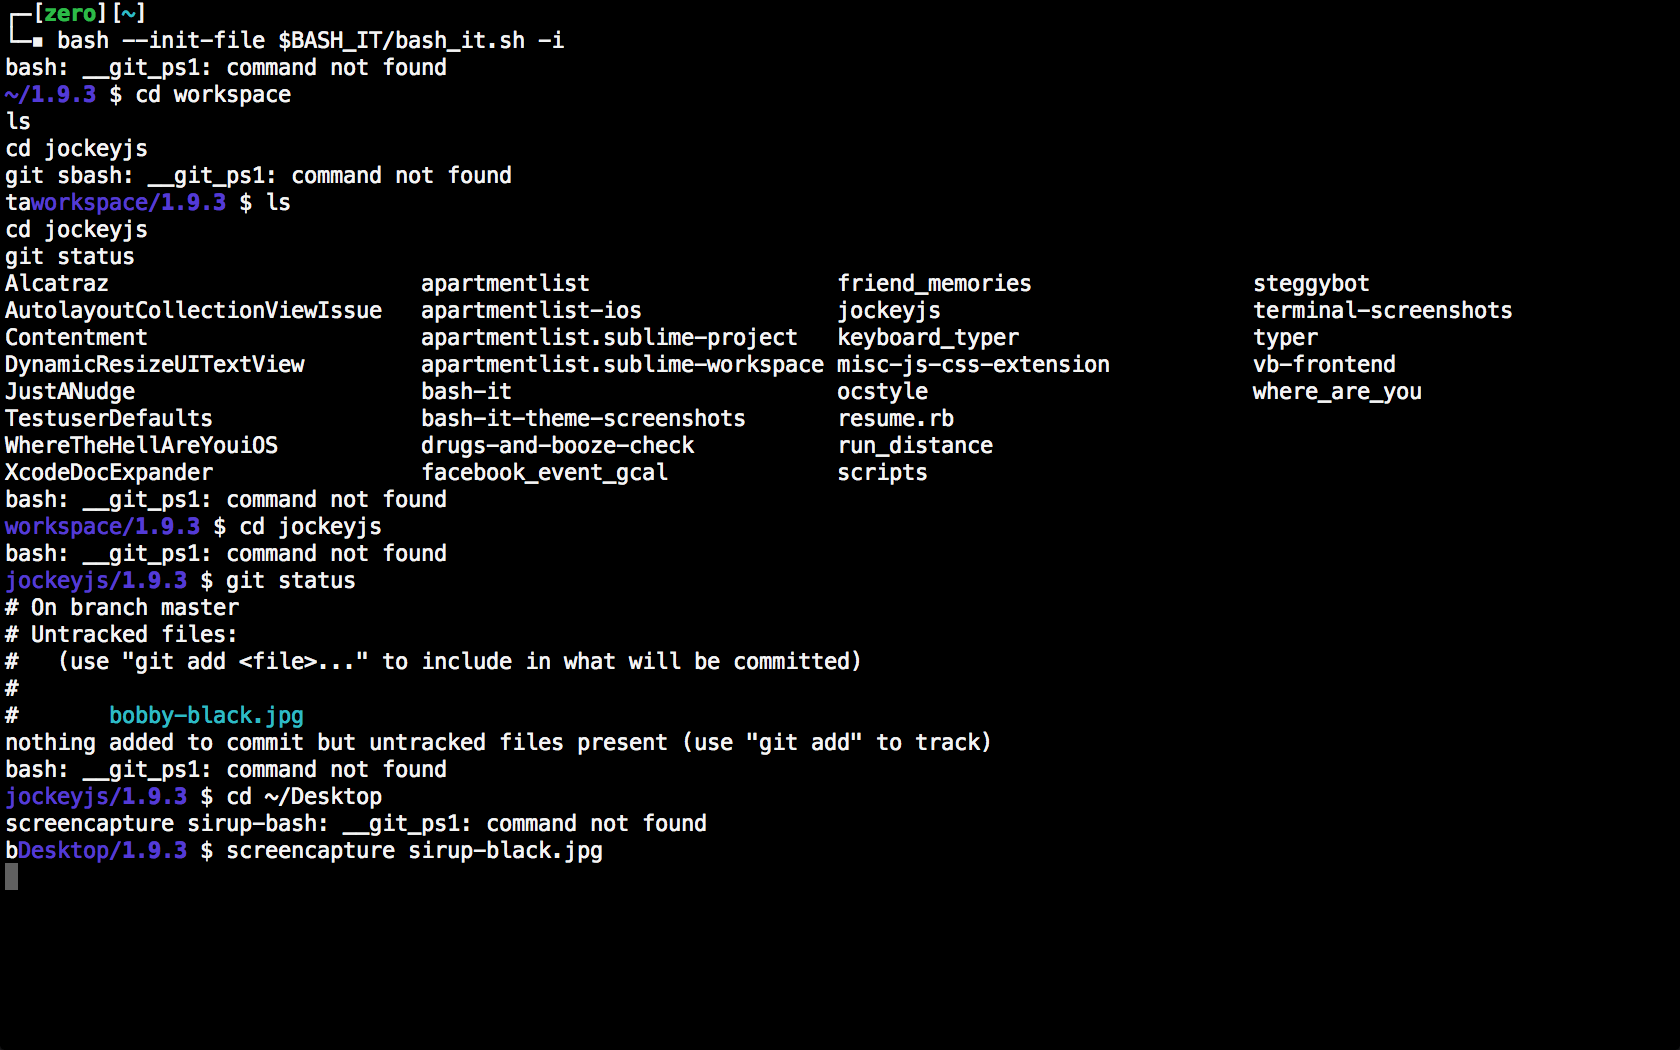 ┌─[zero][~]
└─▪ bash --init-file $BASH_IT/bash_it.sh -i
bash: __git_ps1: command not found
~/1.9.3 $ cd workspace
ls
cd jockeyjs
git sbash: __git_ps1: command not found
taworkspace/1.9.3 $ ls
cd jockeyjs
git status
Alcatraz                        apartmentlist                   friend_memories                 steggybot
AutolayoutCollectionViewIssue   apartmentlist-ios               jockeyjs                        terminal-screenshots
Contentment                     apartmentlist.sublime-project   keyboard_typer                  typer
DynamicResizeUITextView         apartmentlist.sublime-workspace misc-js-css-extension           vb-frontend
JustANudge                      bash-it                         ocstyle                         where_are_you
TestuserDefaults                bash-it-theme-screenshots       resume.rb
WhereTheHellAreYouiOS           drugs-and-booze-check           run_distance
XcodeDocExpander                facebook_event_gcal             scripts
bash: __git_ps1: command not found
workspace/1.9.3 $ cd jockeyjs
bash: __git_ps1: command not found
jockeyjs/1.9.3 $ git status
# On branch master
# Untracked files:
#   (use "git add <file>..." to include in what will be committed)
#
#       bobby-black.jpg
nothing added to commit but untracked files present (use "git add" to track)
bash: __git_ps1: command not found
jockeyjs/1.9.3 $ cd ~/Desktop
screencapture sirup-bash: __git_ps1: command not found
bDesktop/1.9.3 $ screencapture sirup-black.jpg